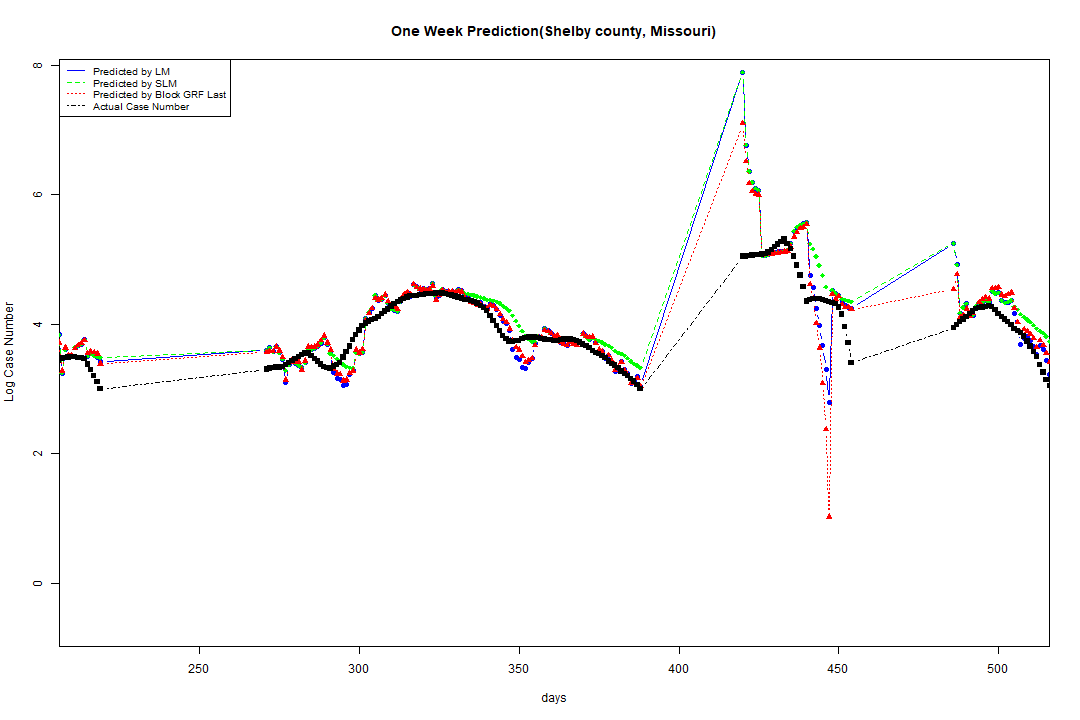 One Week Prediction(Shelby county, Missouri)
Predicted by LM
Predicted by SLM
Predicted by Block GRF Last
Actual Case Number
Log Case Number
8
6
4
2
0
250 300 350 400 450 500
days